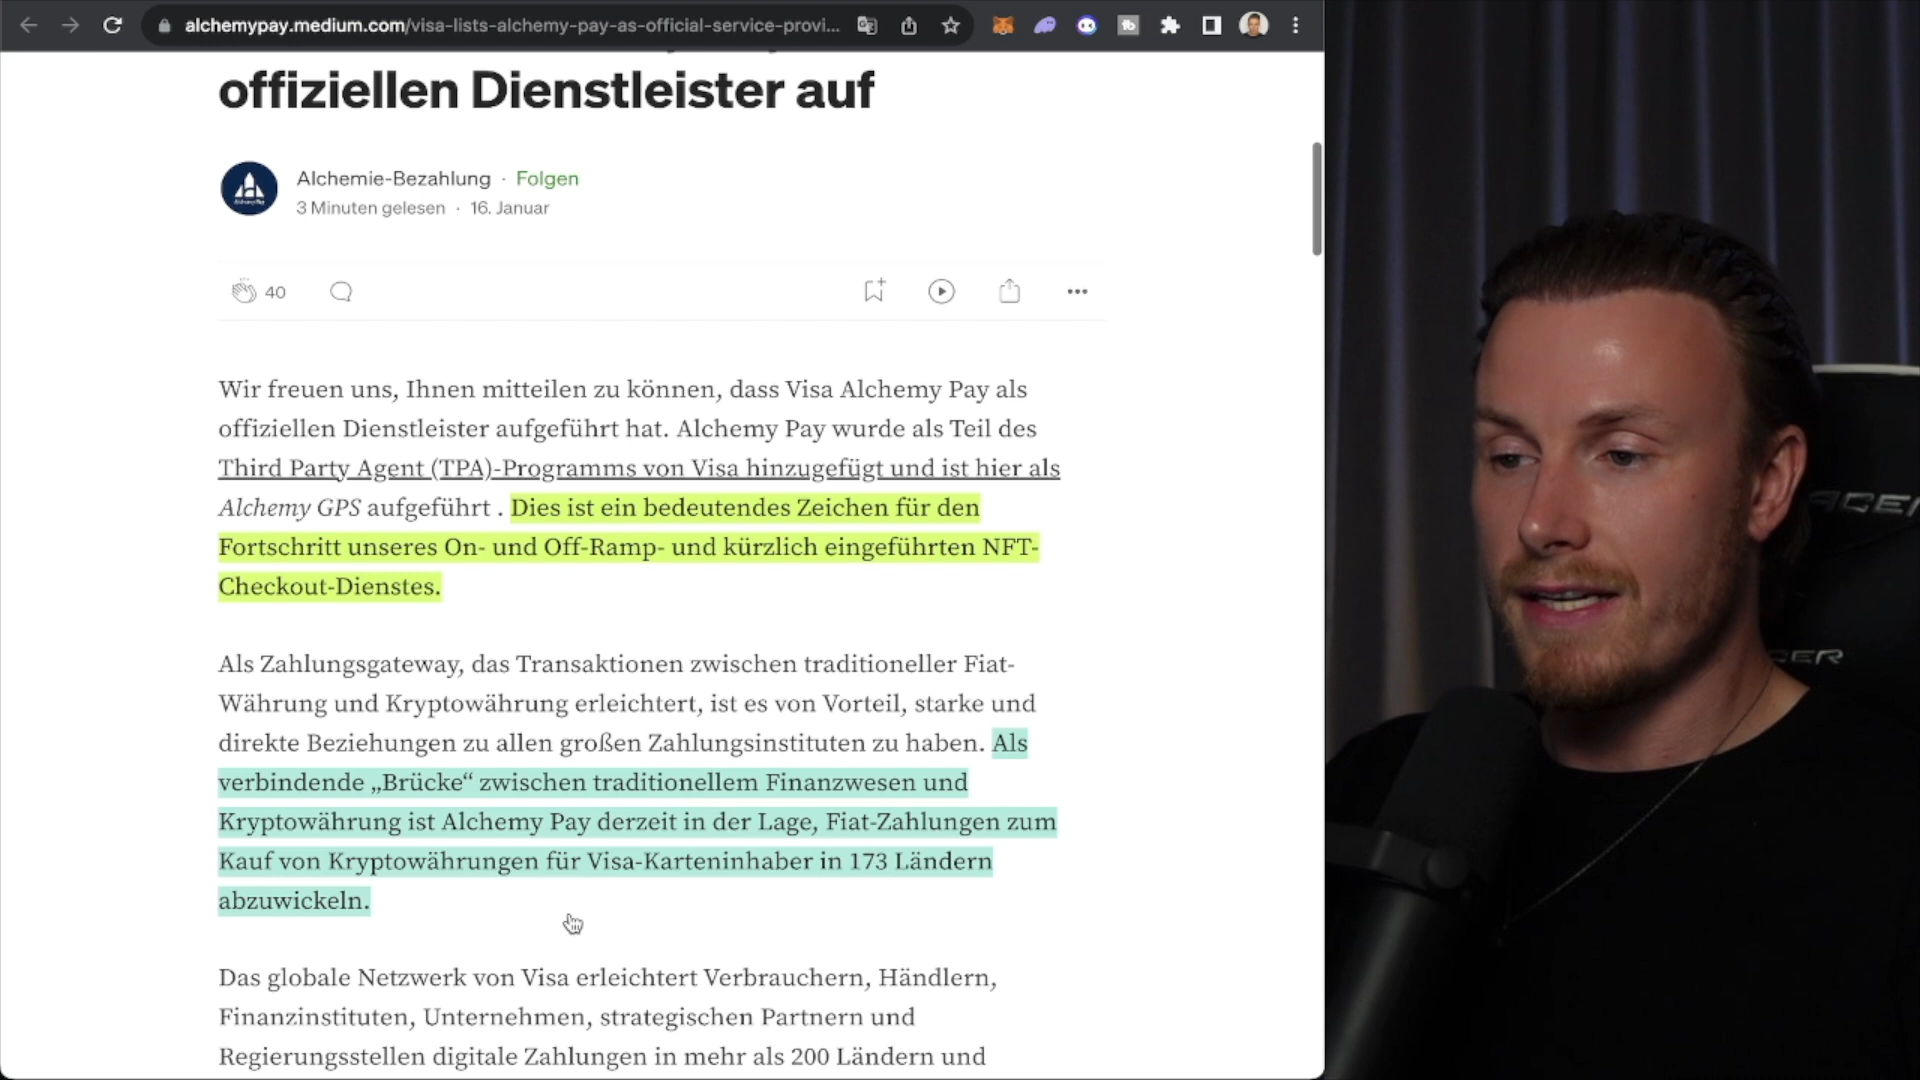 alchemypay.medium.com/visa-lists-alchemy-pay-as-official-service-provi...
offiziellen Dienstleister auf
Alchemie-Bezahlung · Folgen
3 Minuten gelesen · 16. Januar
40
Wir freuen uns, Ihnen mitteilen zu können, dass Visa Alchemy Pay als
offiziellen Dienstleister aufgeführt hat. Alchemy Pay wurde als Teil des
Third Party Agent (TPA)-Programms von Visa hinzugefügt und ist hier als
Alchemy GPS aufgeführt . Dies ist ein bedeutendes Zeichen für den
Fortschritt unseres On- und Off-Ramp- und kürzlich eingeführten NFT-
Checkout-Dienstes.
Als Zahlungsgateway, das Transaktionen zwischen traditioneller Fiat-
Währung und Kryptowährung erleichtert, ist es von Vorteil, starke und
direkte Beziehungen zu allen großen Zahlungsinstituten zu haben. Als
verbindende „Brücke“ zwischen traditionellem Finanzwesen und
Kryptowährung ist Alchemy Pay derzeit in der Lage, Fiat-Zahlungen zum
Kauf von Kryptowährungen für Visa-Karteninhaber in 173 Ländern
abzuwickeln.
Das globale Netzwerk von Visa erleichtert Verbrauchern, Händlern,
Finanzinstituten, Unternehmen, strategischen Partnern und
Regierungsstellen digitale Zahlungen in mehr als 200 Ländern und